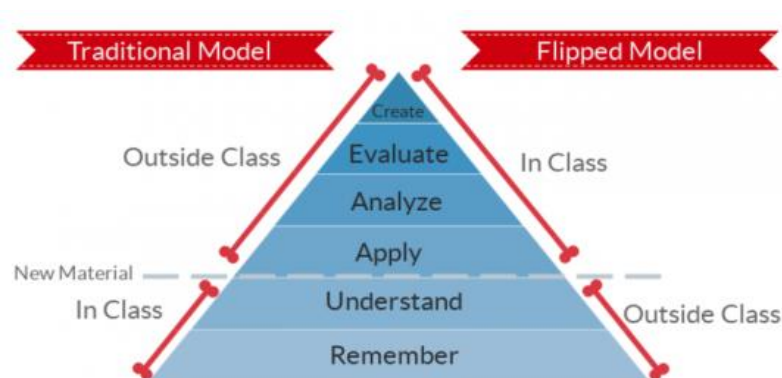 Traditional Model
Flipped Model
Create
Outside Class
Evaluate
In Class
Analyze
Apply
New Material
In Class
Understand
Outside Class
Remember